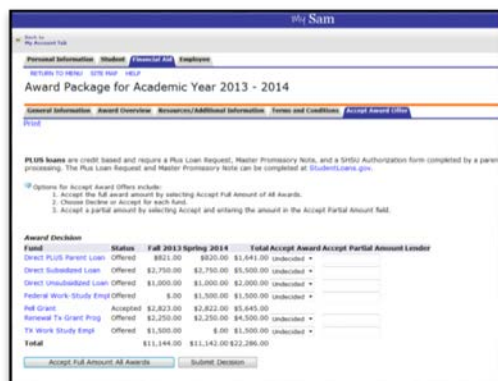 My Sam
Back to
My Account Tab
Personal Information Student Financial Aid Employee
RETURN TO MENU SITE MAP HELP
Award Package for Academic Year 2013 - 2014
General Information Award Overview Resources/Additional Information Terms and Conditions Accept Award Offer
Print
PLUS loans are credit based and require a Plus Loan Request, Master Promissory Note, and a SHSU Authorization form completed by a paren
processing. The Plus Loan Request and Master Promissory Note can be completed at StudentLoans.gov.
Options for Accept Award Offers include:
1. Accept the full award amount by selecting Accept Full Amount of All Awards.
2. Choose Decline or Accept for each fund.
3. Accept a partial amount by selecting Accept and entering the amount in the Accept Partial Amount field.
Award Decision
Fund Status Fall 2013 Spring 2014 Total Accept Award Accept Partial Amount Lender
Direct PLUS Parent Loan Offered $821.00 $820.00 $1,641.00 Undecided
Direct Subsidized Loan Offered $2,750.00 $2,750.00 $5,500.00 Undecided
Direct Unsubsidized Loan Offered $1,000.00 $1,000.00 $2,000.00 Undecided
Federal Work-Study Empl Offered $.00 $1,500.00 $1,500.00 Undecided
Pell Grant Accepted $2,823.00 $2,822.00 $5,645.00
Renewal Tx Grant Prog Offered $2,250.00 $2,250.00 $4,500.00 Undecided
TX Work Study Empl Offered $1,500.00 $.00 $1,500.00 Undecided
Total $11,144.00 $11,142.00 $22,286.00
Accept Full Amount All Awards Submit Decision